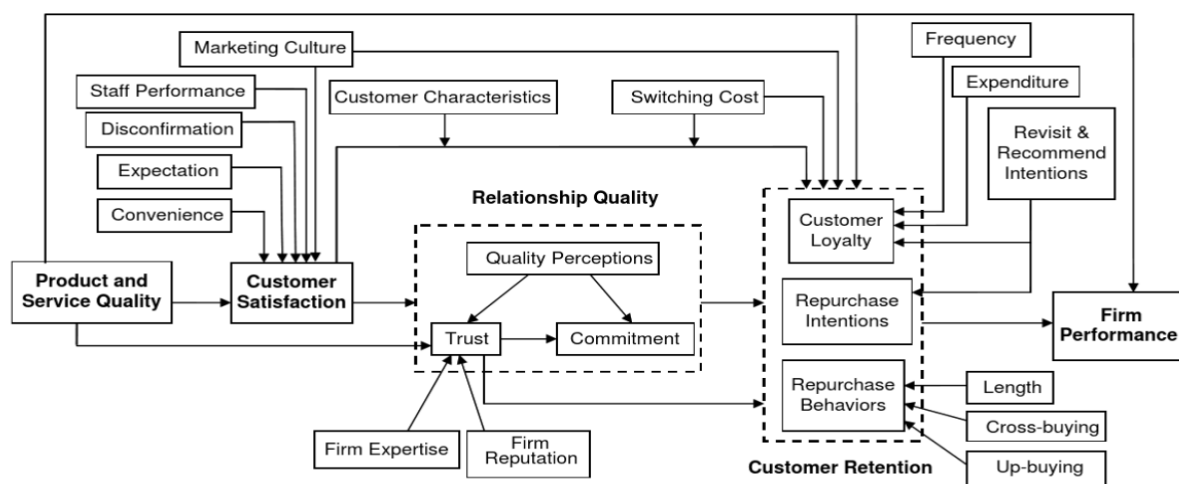 Marketing Culture
Frequency
Staff Performance
Customer Characteristics
Switching Cost
Expenditure
Disconfirmation
Revisit &
Recommend
Intentions
Expectation
Convenience
Relationship Quality
Customer
Loyalty
Product and
Service Quality
Customer
Satisfaction
Quality Perceptions
Repurchase
Intentions
Firm
Performance
Trust
Commitment
Repurchase
Behaviors
Length
Cross-buying
Firm Expertise
Firm
Reputation
Customer Retention
Up-buying